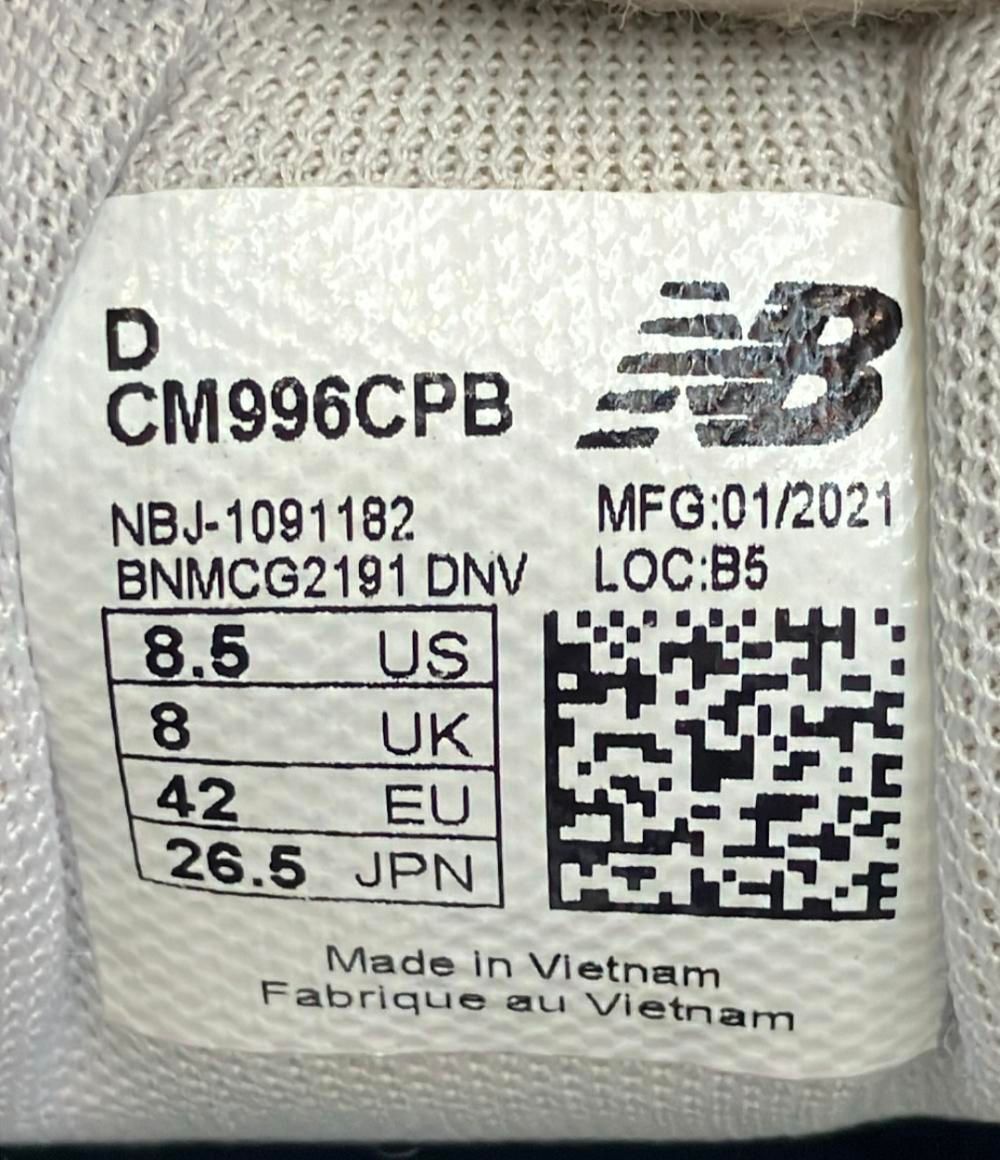 D
CM996CPB
NB
NBJ-1091182
BNMCG2191 DNV
MFG:01/2021
LOC:B5
8.5 US
8 UK
42 EU
26.5 JPN
Made in Vietnam
Fabrique au Vietnam